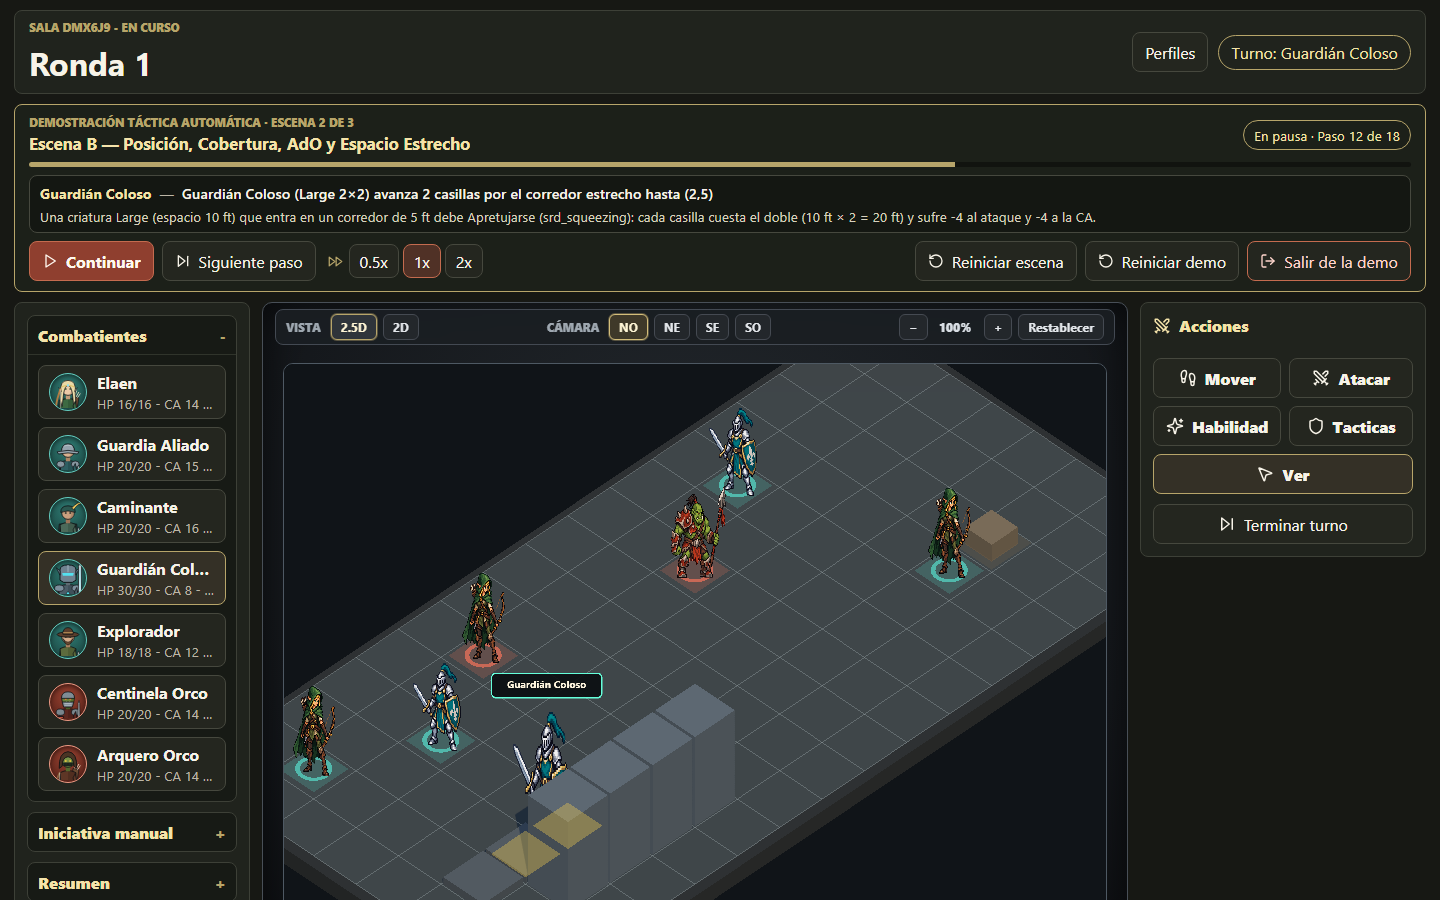 SALA DMX6J9 - EN CURSO
Ronda 1
Perfiles
Turno: Guardián Coloso
DEMOSTRACIÓN TÁCTICA AUTOMÁTICA · ESCENA 2 DE 3
Escena B — Posición, Cobertura, AdO y Espacio Estrecho
En pausa · Paso 12 de 18
Guardián Coloso — Guardián Coloso (Large 2×2) avanza 2 casillas por el corredor estrecho hasta (2,5)
Una criatura Large (espacio 10 ft) que entra en un corredor de 5 ft debe Apretujarse (srd_squeezing): cada casilla cuesta el doble (10 ft × 2 = 20 ft) y sufre -4 al ataque y -4 a la CA.
Continuar
Siguiente paso
0.5x
1x
2x
Reiniciar escena
Reiniciar demo
Salir de la demo
Combatientes -
Elaen
HP 16/16 - CA 14 ...
Guardia Aliado
HP 20/20 - CA 15 ...
Caminante
HP 20/20 - CA 16 ...
Guardián Col...
HP 30/30 - CA 8 - ...
Explorador
HP 18/18 - CA 12 ...
Centinela Orco
HP 20/20 - CA 14 ...
Arquero Orco
HP 20/20 - CA 14 ...
Iniciativa manual +
Resumen +
VISTA
2.5D
2D
CÁMARA
NO
NE
SE
SO
−
100%
+
Restablecer
Guardián Coloso
Acciones
Mover
Atacar
Habilidad
Tacticas
Ver
Terminar turno